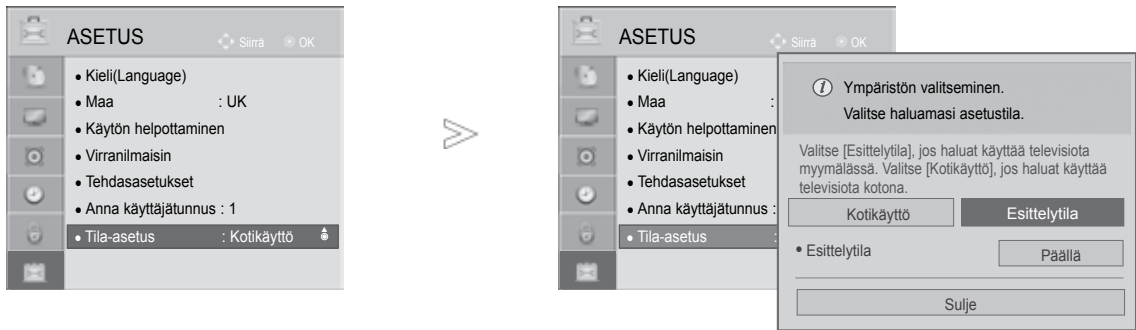 ASETUS
Siirrä OK
• Kieli(Language)
• Maa : UK
• Käytön helpottaminen
• Virranilmaisin
• Tehdasasetukset
• Anna käyttäjätunnus : 1
• Tila-asetus : Kotikäyttö
>
ASETUS
Siirrä OK
• Kieli(Language)
• Maa :
• Käytön helpottaminen
• Virranilmaisin
• Tehdasasetukset
• Anna käyttäjätunnus :
• Tila-asetus :
i Ympäristön valitseminen.
Valitse haluamasi asetustila.
Valitse [Esittelytila], jos haluat käyttää televisiota
myymälässä. Valitse [Kotikäyttö], jos haluat käyttää
televisiota kotona.
Kotikäyttö Esittelytila
• Esittelytila Päällä
Sulje